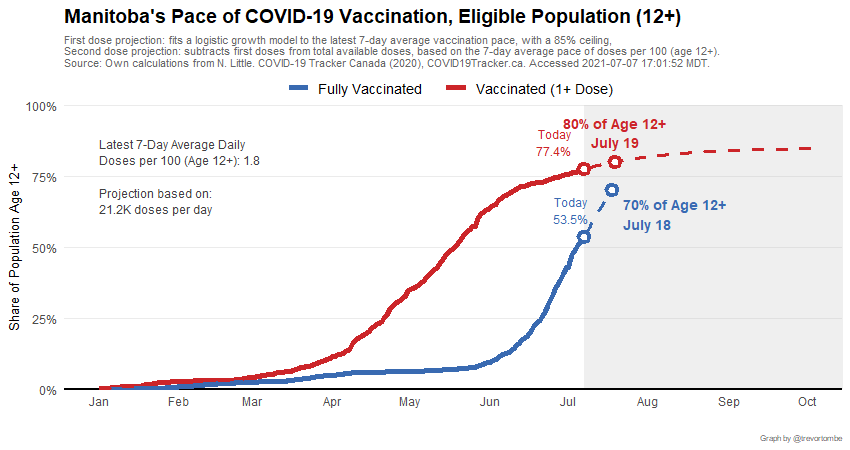 Manitoba's Pace of COVID-19 Vaccination, Eligible Population (12+)
First dose projection: fits a logistic growth model to the latest 7-day average vaccination pace, with a 85% ceiling,
Second dose projection: subtracts first doses from total available doses, based on the 7-day average pace of doses per 100 (age 12+).
Source: Own calculations from N. Little. COVID-19 Tracker Canada (2020), COVID19Tracker.ca. Accessed 2021-07-07 17:01:52 MDT.
Fully Vaccinated Vaccinated (1+ Dose)
100%
75%
50%
25%
0%
Share of Population Age 12+
Latest 7-Day Average Daily
Doses per 100 (Age 12+): 1.8
Projection based on:
21.2K doses per day
80% of Age 12+
July 19
Today
77.4%
Today
53.5%
70% of Age 12+
July 18
Jan Feb Mar Apr May Jun Jul Aug Sep Oct
Graph by @trevortombe